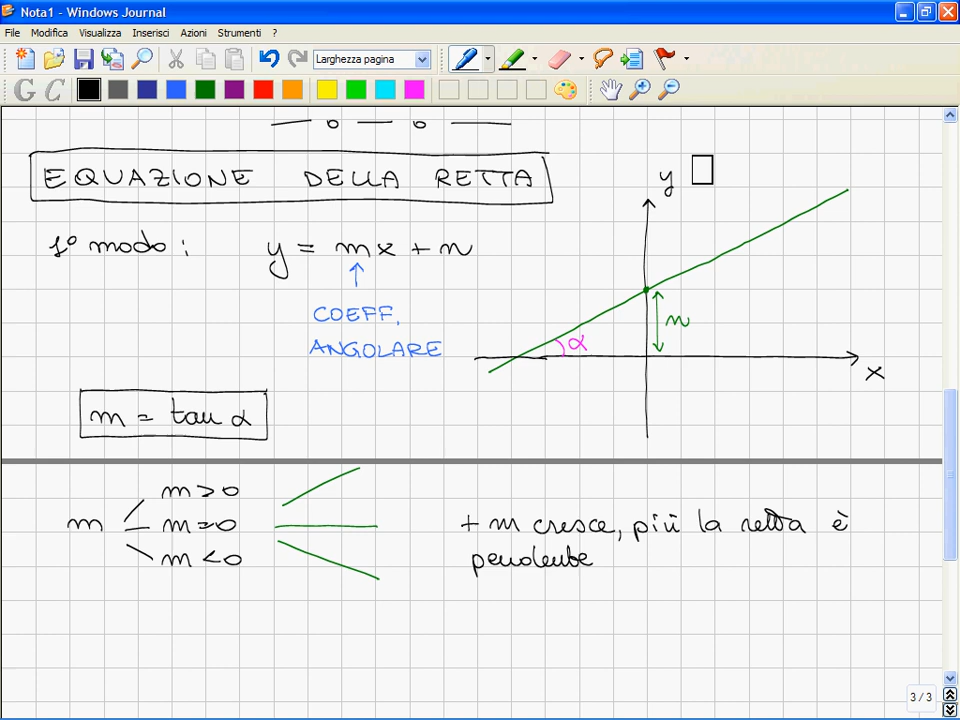 Nota1 - Windows Journal
File Modifica Visualizza Inserisci Azioni Strumenti ?
Larghezza pagina
G C
EQUAZIONE DELLA RETTA
y
1° modo : y = mx + n
COEFF.
ANGOLARE
α
n
x
m = tan α
m > 0
m m = 0
m < 0
+ m cresce, più la retta è
pendente
3 / 3